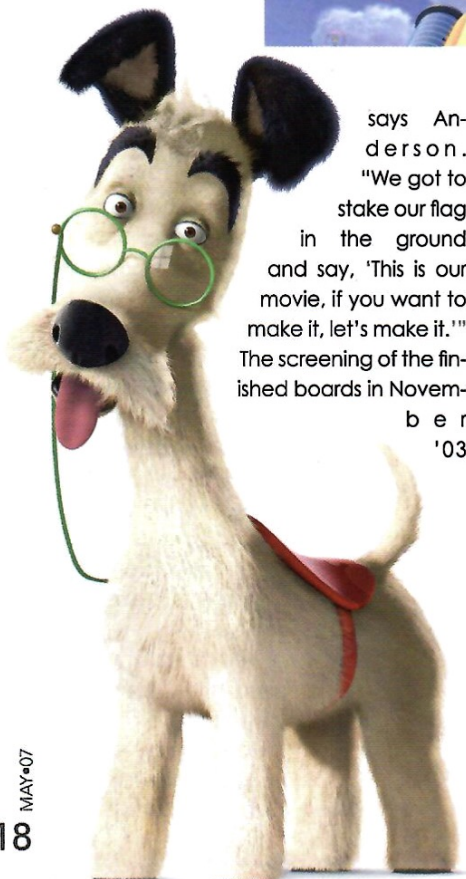 says An-
derson.
"We got to
stake our flag
in the ground
and say, 'This is our
movie, if you want to
make it, let's make it.'"
The screening of the fin-
ished boards in Novem-
ber
'03
MAY•07
18